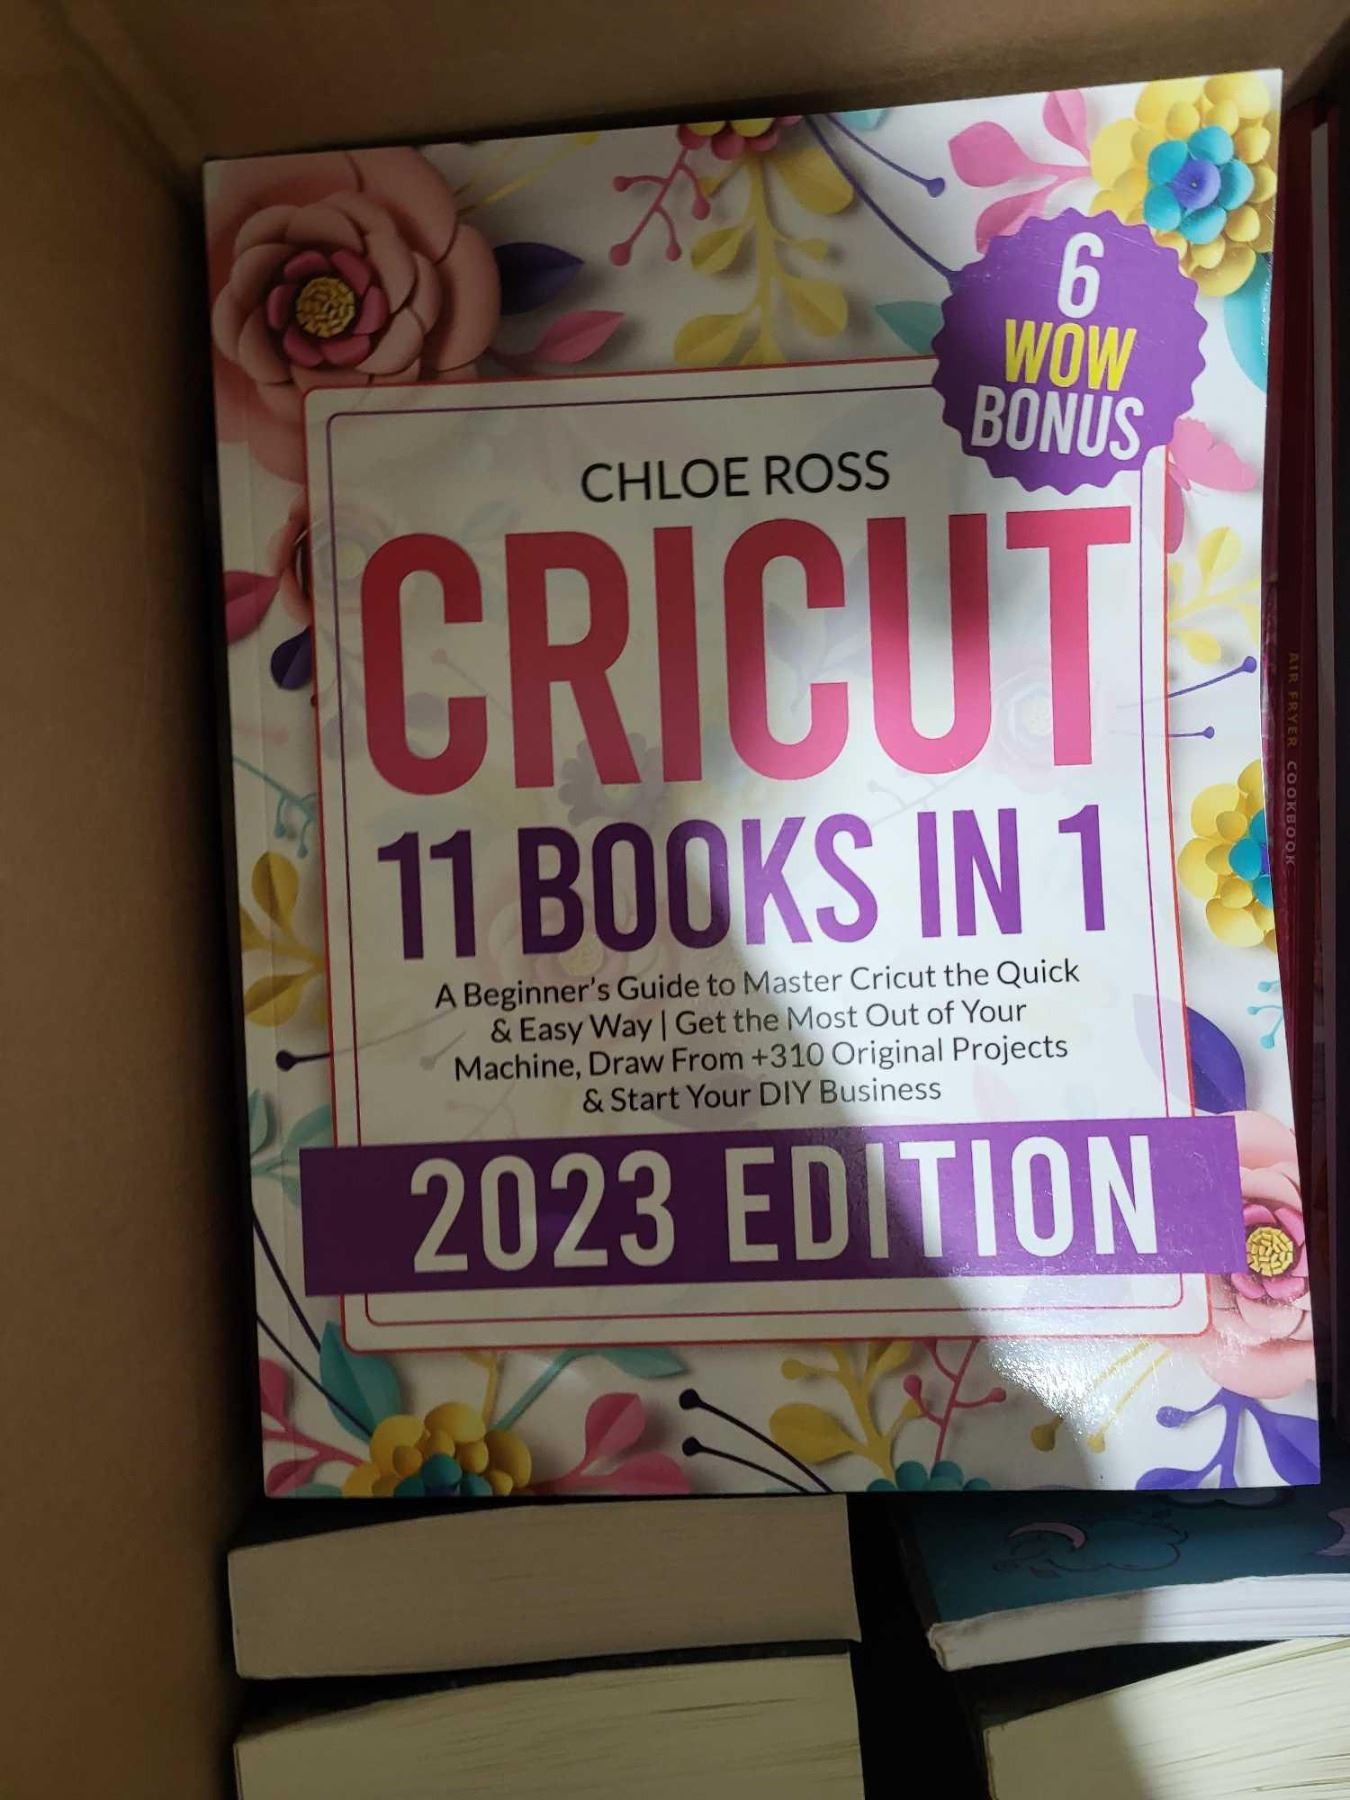 6
WOW
BONUS
CHLOE ROSS
CRICUT
11 BOOKS IN 1
A Beginner's Guide to Master Cricut the Quick
& Easy Way | Get the Most Out of Your
Machine, Draw From +310 Original Projects
& Start Your DIY Business
2023 EDITION
AIR FRYER COOKBOOK